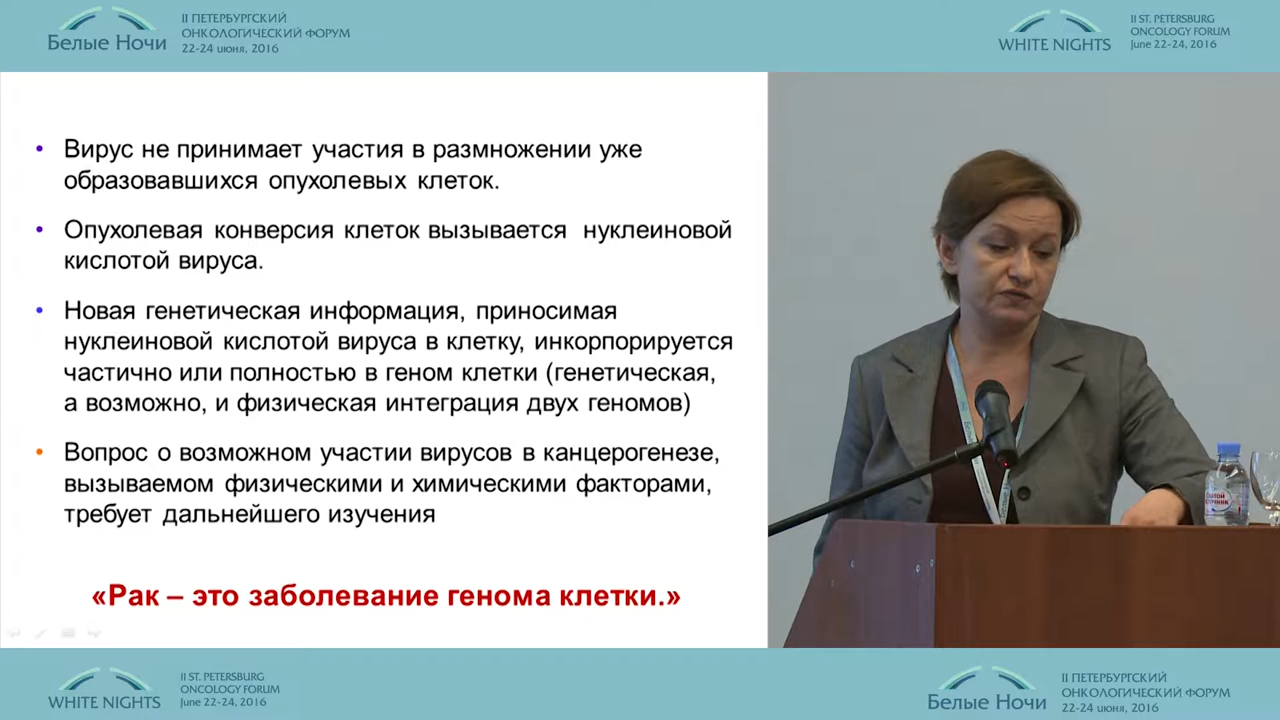 Белые Ночи
II ПЕТЕРБУРГСКИЙ
ОНКОЛОГИЧЕСКИЙ ФОРУМ
22-24 июня, 2016
WHITE NIGHTS
II ST. PETERSBURG
ONCOLOGY FORUM
June 22-24, 2016
• Вирус не принимает участия в размножении уже
образовавшихся опухолевых клеток.
• Опухолевая конверсия клеток вызывается нуклеиновой
кислотой вируса.
• Новая генетическая информация, приносимая
нуклеиновой кислотой вируса в клетку, инкорпорируется
частично или полностью в геном клетки (генетическая,
а возможно, и физическая интеграция двух геномов)
• Вопрос о возможном участии вирусов в канцерогенезе,
вызываемом физическими и химическими факторами,
требует дальнейшего изучения
«Рак – это заболевание генома клетки.»
WHITE NIGHTS
II ST. PETERSBURG
ONCOLOGY FORUM
June 22-24, 2016
Белые Ночи
II ПЕТЕРБУРГСКИЙ
ОНКОЛОГИЧЕСКИЙ ФОРУМ
22-24 июня, 2016